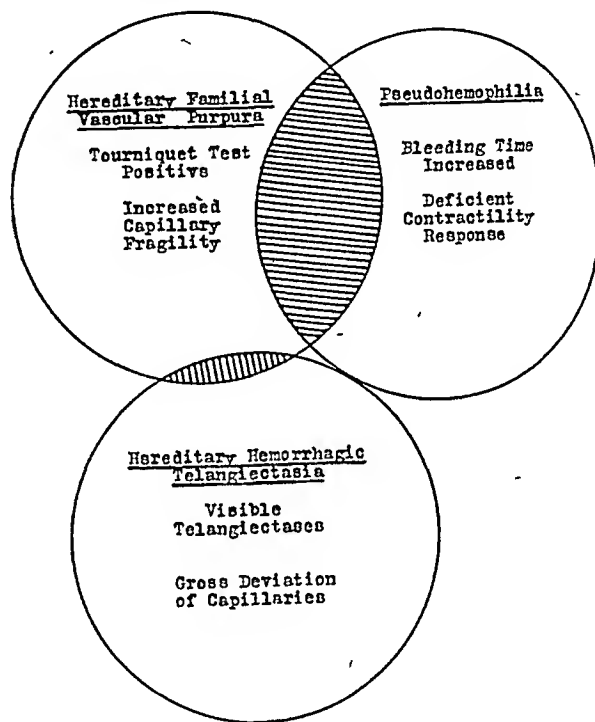 Hereditary Familial
Vascular Purpura
Tourniquet Test
Positive
Increased
Capillary
Fragility
Pseudohemophilia
Bleeding Time
Increased
Deficient
Contractility
Response
Hereditary Hemorrhagic
Telangiectasia
Visible
Telangiectases
Gross Deviation
of Capillaries